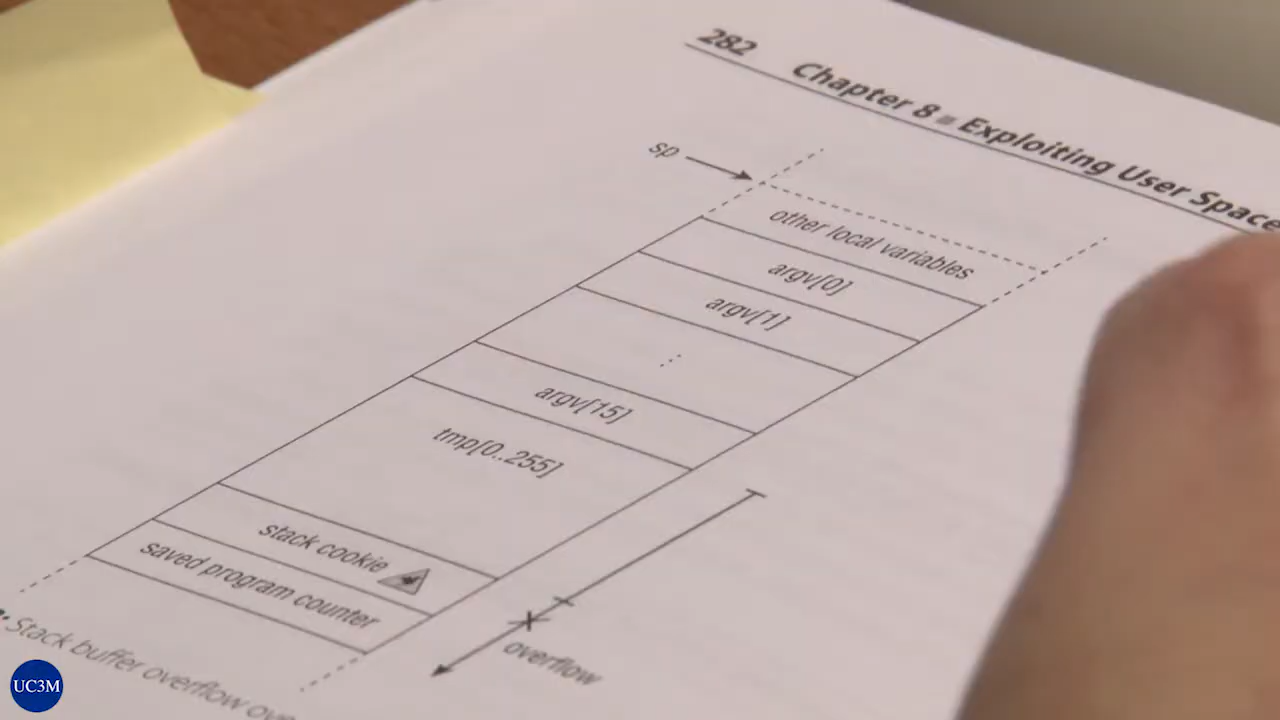 282
Chapter 8 ■ Exploiting User Space
sp
other local variables
argv[0]
argv[1]
⋮
argv[15]
tmp[0..255]
stack cookie
saved program counter
overflow
Stack buffer overflow
UC3M